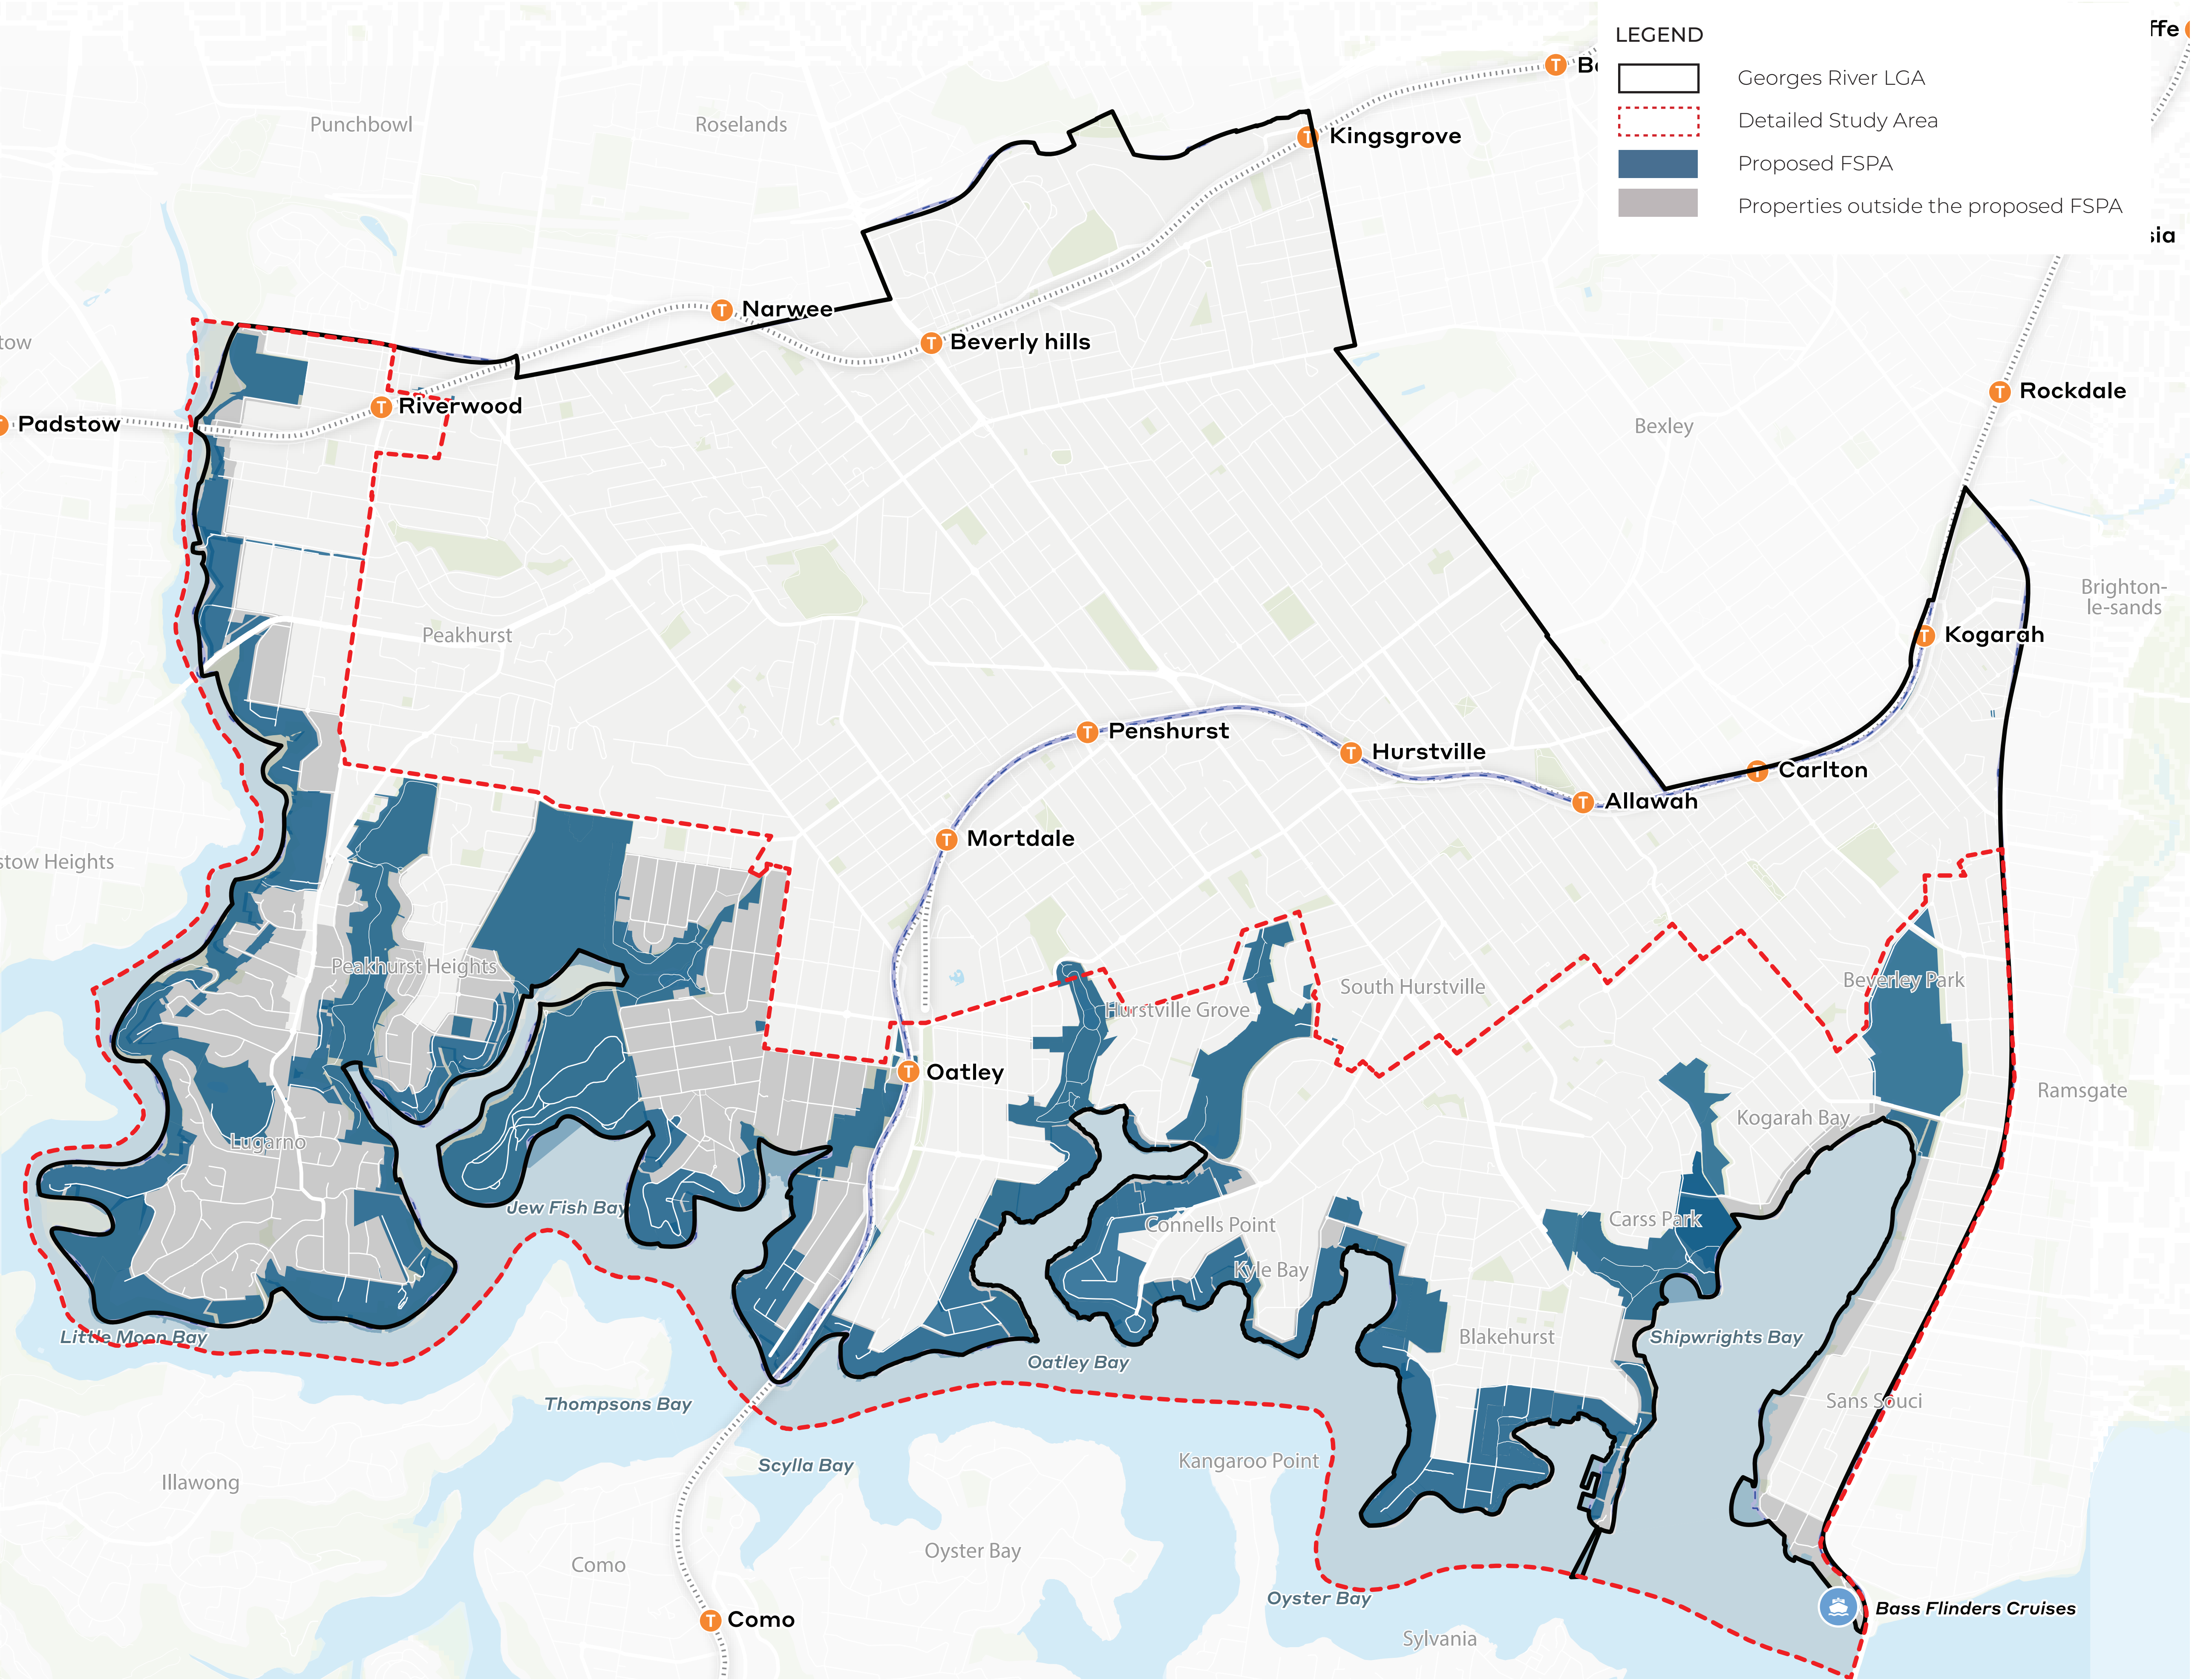 LEGEND
Georges River LGA
Detailed Study Area
Proposed FSPA
Properties outside the proposed FSPA
Punchbowl
Roselands
Kingsgrove
Narwee
Beverly hills
Riverwood
Padstow
Rockdale
Bexley
Brighton-
le-sands
Peakhurst
Kogarah
Penshurst
Hurstville
Carlton
Allawah
Mortdale
Peakhurst Heights
Beverley Park
South Hurstville
Hurstville Grove
Oatley
Ramsgate
Kogarah Bay
Lugarno
Jew Fish Bay
Connells Point
Carss Park
Kyle Bay
Little Moon Bay
Blakehurst
Shipwrights Bay
Oatley Bay
Thompsons Bay
Sans Souci
Scylla Bay
Kangaroo Point
Illawong
Como
Oyster Bay
Oyster Bay
Como
Bass Flinders Cruises
Sylvania